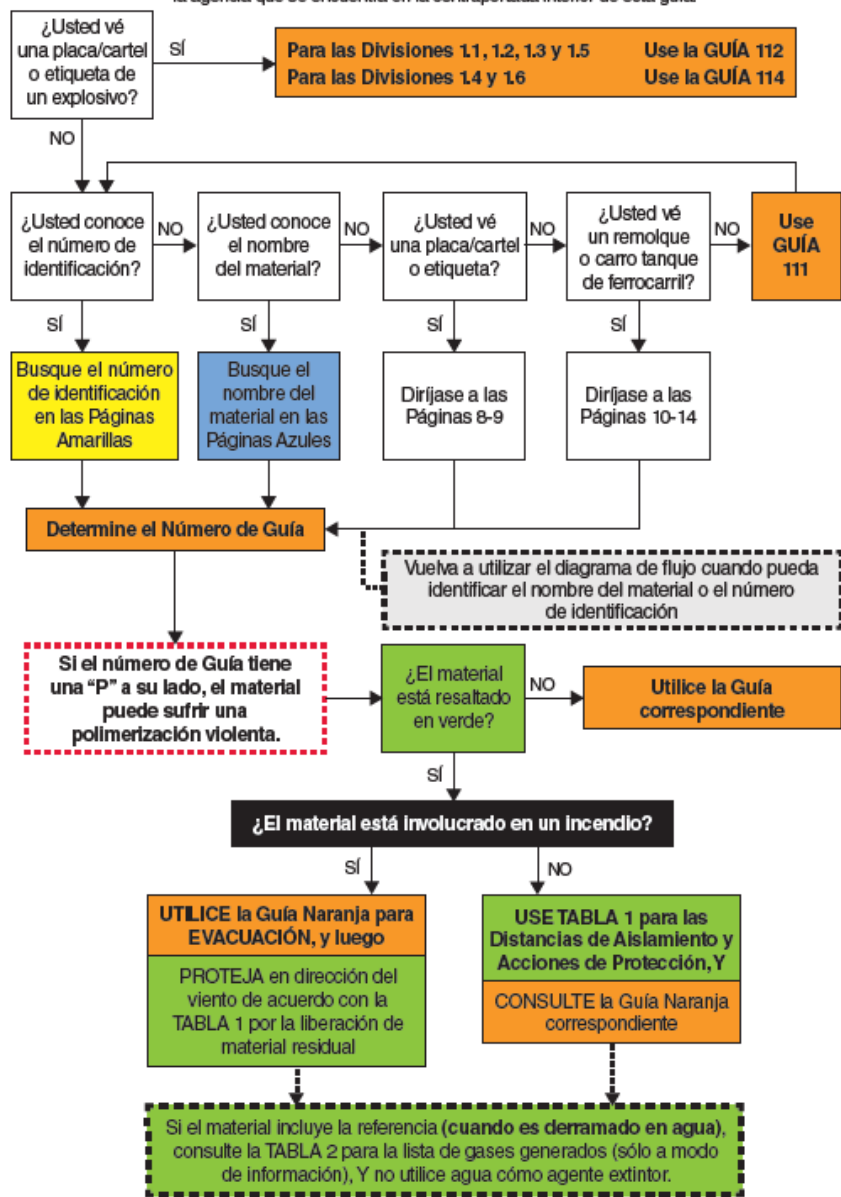 la agencia que se encuentra en la contraportada interior de esta guía.
¿Usted vé
una placa/cartel
o etiqueta de
un explosivo?
SÍ
Para las Divisiones 1.1, 1.2, 1.3 y 1.5 Use la GUÍA 112
Para las Divisiones 1.4 y 1.6 Use la GUÍA 114
NO
¿Usted conoce
el número de
identificación?
NO
¿Usted conoce
el nombre
del material?
NO
¿Usted vé
una placa/cartel
o etiqueta?
NO
¿Usted vé
un remolque
o carro tanque
de ferrocarril?
NO
Use
GUÍA
111
SÍ
SÍ
SÍ
SÍ
Busque el número
de identificación
en las Páginas
Amarillas
Busque el
nombre del
material en las
Páginas Azules
Diríjase a las
Páginas 8-9
Diríjase a las
Páginas 10-14
Determine el Número de Guía
Vuelva a utilizar el diagrama de flujo cuando pueda
identificar el nombre del material o el número
de identificación
Si el número de Guía tiene
una "P" a su lado, el material
puede sufrir una
polimerización violenta.
¿El material
está resaltado
en verde?
NO
Utilice la Guía
correspondiente
SÍ
¿El material está involucrado en un incendio?
SÍ
NO
UTILICE la Guía Naranja para
EVACUACIÓN, y luego
PROTEJA en dirección del
viento de acuerdo con la
TABLA 1 por la liberación de
material residual
USE TABLA 1 para las
Distancias de Aislamiento y
Acciones de Protección, Y
CONSULTE la Guía Naranja
correspondiente
Si el material incluye la referencia (cuando es derramado en agua),
consulte la TABLA 2 para la lista de gases generados (sólo a modo
de información), Y no utilice agua cómo agente extintor.